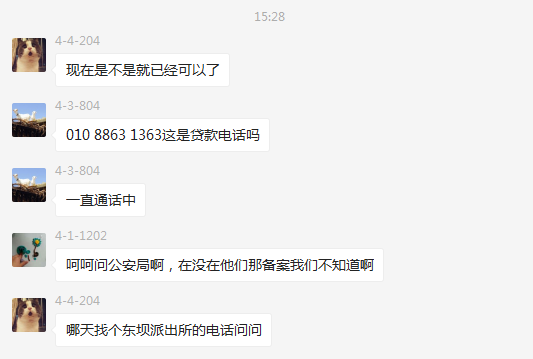 15:28
4-4-204
现在是不是就已经可以了
4-3-804
010 8863 1363这是贷款电话吗
4-3-804
一直通话中
4-1-1202
呵呵问公安局啊，在没在他们那备案我们不知道啊
4-4-204
哪天找个东坝派出所的电话问问